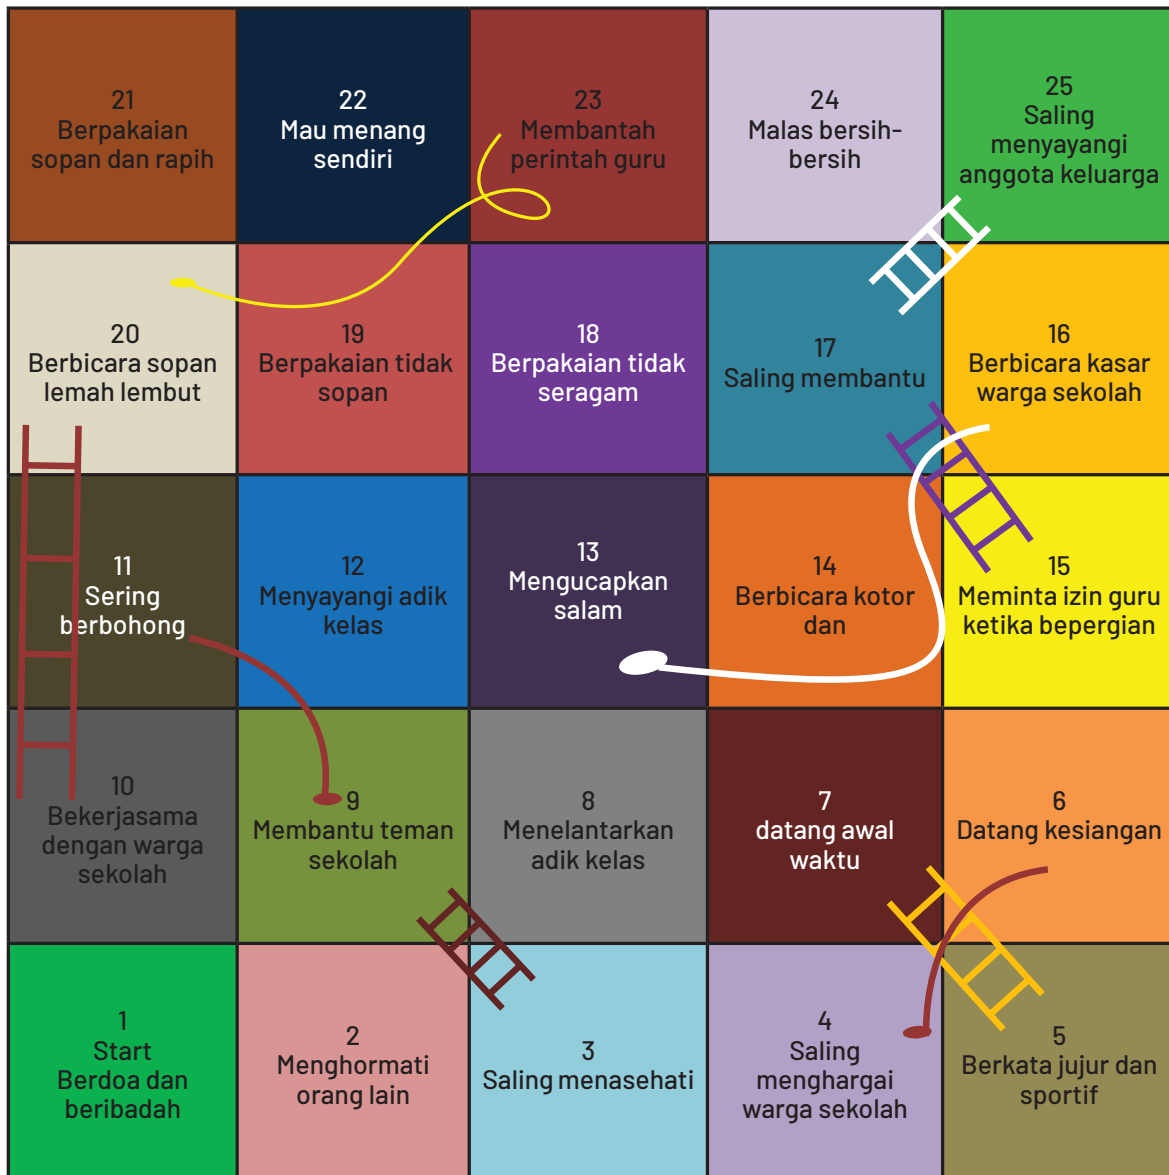 21
Berpakaian
sopan dan rapih
22
Mau menang
sendiri
23
Membantah
perintah guru
24
Malas bersih-
bersih
25
Saling
menyayangi
anggota keluarga
20
Berbicara sopan
lemah lembut
19
Berpakaian tidak
sopan
18
Berpakaian tidak
seragam
17
Saling membantu
16
Berbicara kasar
warga sekolah
11
Sering
berbohong
12
Menyayangi adik
kelas
13
Mengucapkan
salam
14
Berbicara kotor
dan
15
Meminta izin guru
ketika bepergian
10
Bekerjasama
dengan warga
sekolah
9
Membantu teman
sekolah
8
Menelantarkan
adik kelas
7
datang awal
waktu
6
Datang kesiangan
1
Start
Berdoa dan
beribadah
2
Menghormati
orang lain
3
Saling menasehati
4
Saling
menghargai
warga sekolah
5
Berkata jujur dan
sportif